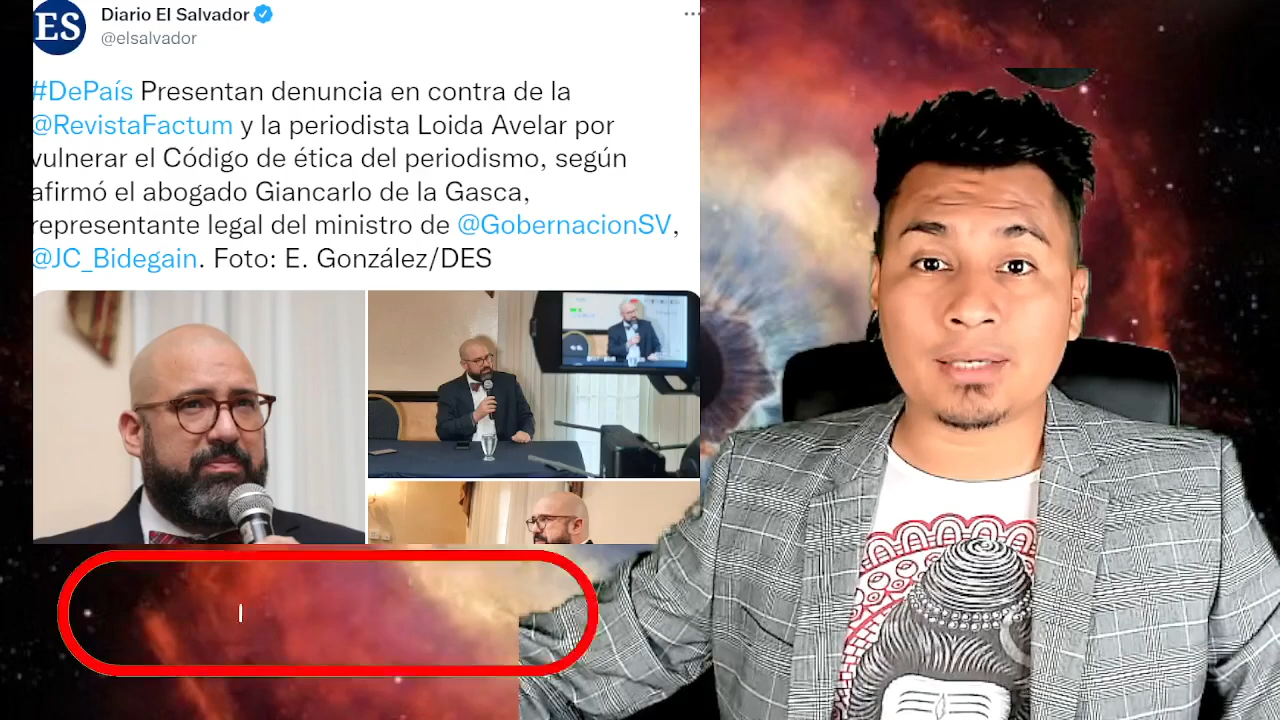 ES
Diario El Salvador
@elsalvador
#DePaís Presentan denuncia en contra de la
@RevistaFactum y la periodista Loida Avelar por
vulnerar el Código de ética del periodismo, según
afirmó el abogado Giancarlo de la Gasca,
representante legal del ministro de @GobernacionSV,
@JC_Bidegain. Foto: E. González/DES